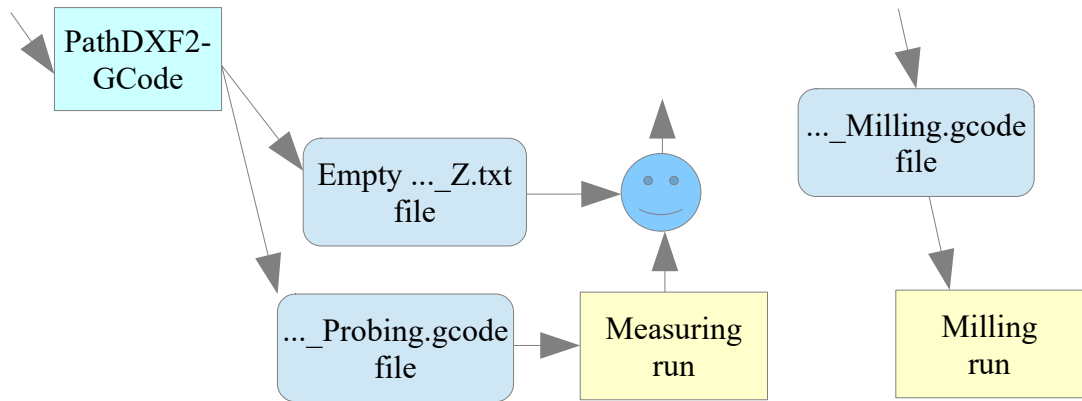 PathDXF2-
GCode
Empty ..._Z.txt
file
..._Probing.gcode
file
Measuring
run
..._Milling.gcode
file
Milling
run